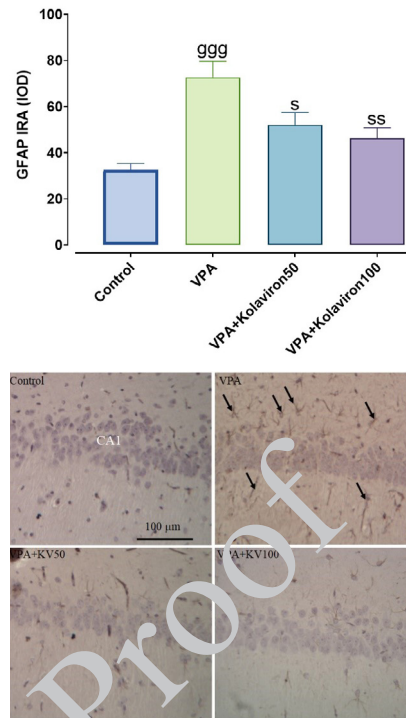 100
80
60
40
20
0
GFAP IRA (IOD)
ggg
s
ss
Control
VPA
VPA+Kolaviron50
VPA+Kolaviron100
Control
VPA
CA1
100 μm
VPA+KV50
VPA+KV100
Proof